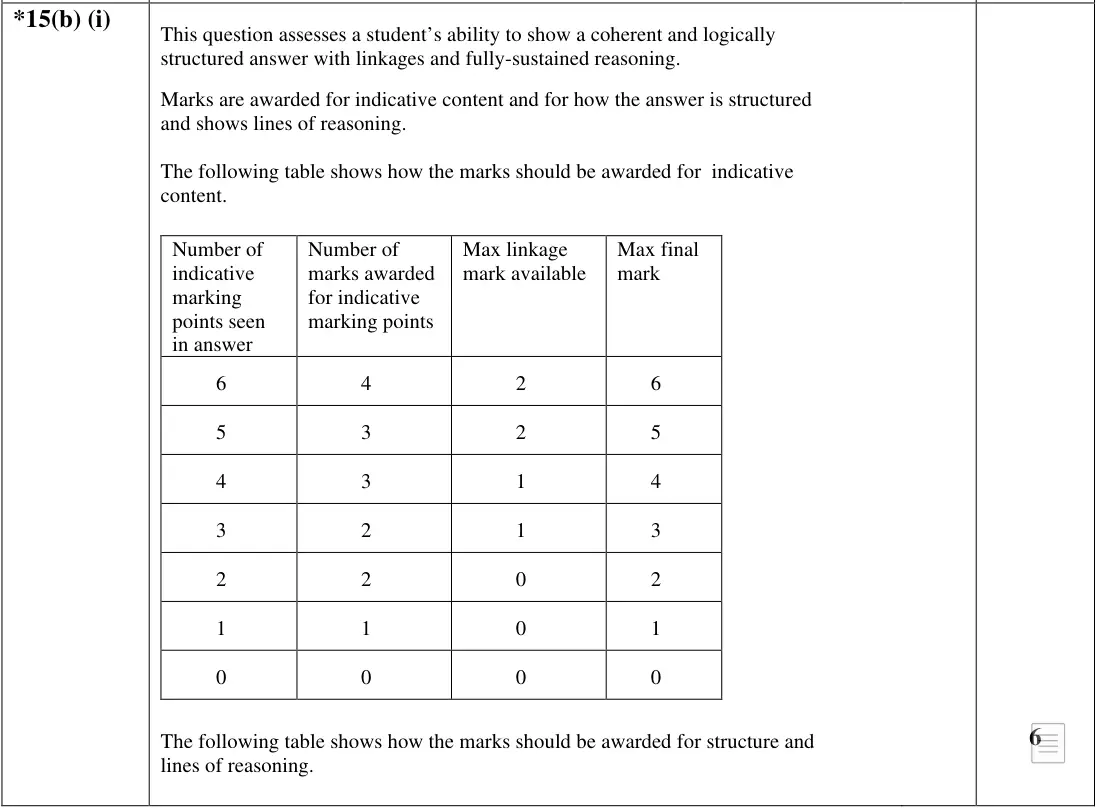 *15(b) (i)
This question assesses a student’s ability to show a coherent and logically
structured answer with linkages and fully-sustained reasoning.
Marks are awarded for indicative content and for how the answer is structured
and shows lines of reasoning.
The following table shows how the marks should be awarded for indicative
content.
Number of indicative marking points seen in answer | Number of marks awarded for indicative marking points | Max linkage mark available | Max final mark
6 4 2 6
5 3 2 5
4 3 1 4
3 2 1 3
2 2 0 2
1 1 0 1
0 0 0 0
The following table shows how the marks should be awarded for structure and
lines of reasoning.
6